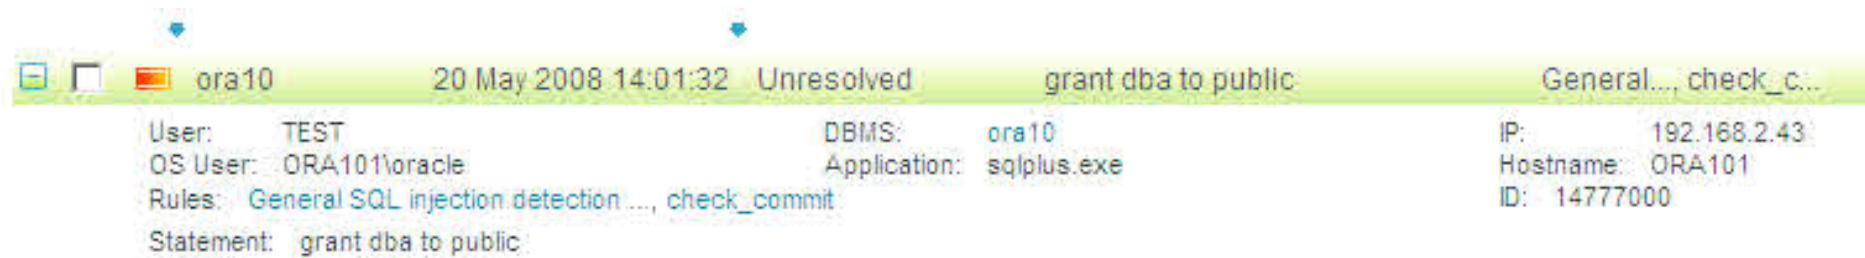 ora10 20 May 2008 14:01:32 Unresolved grant dba to public General..., check_c...
User: TEST DBMS: ora10 IP: 192.168.2.43
OS User: ORA101\oracle Application: sqlplus.exe Hostname: ORA101
Rules: General SQL injection detection ..., check_commit ID: 14777000
Statement: grant dba to public